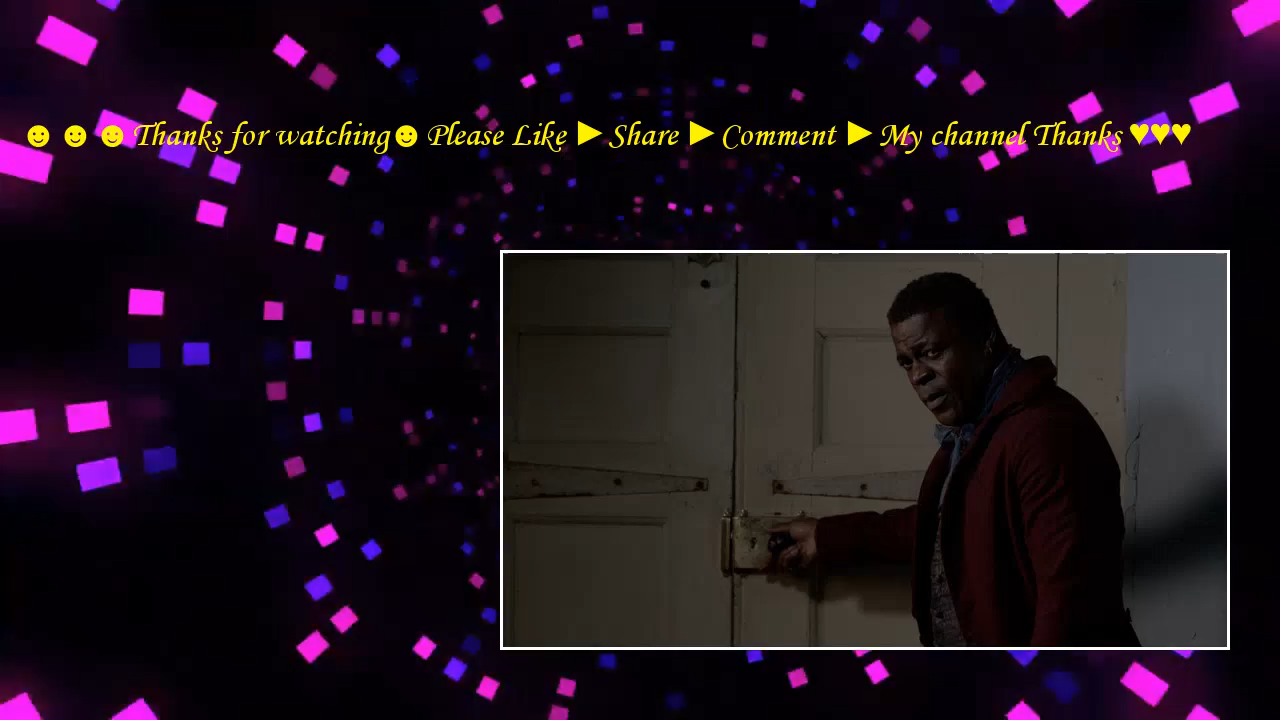 ☻ ☻ ☻ Thanks for watching☻ Please Like ► Share ► Comment ► My channel Thanks ♥♥♥